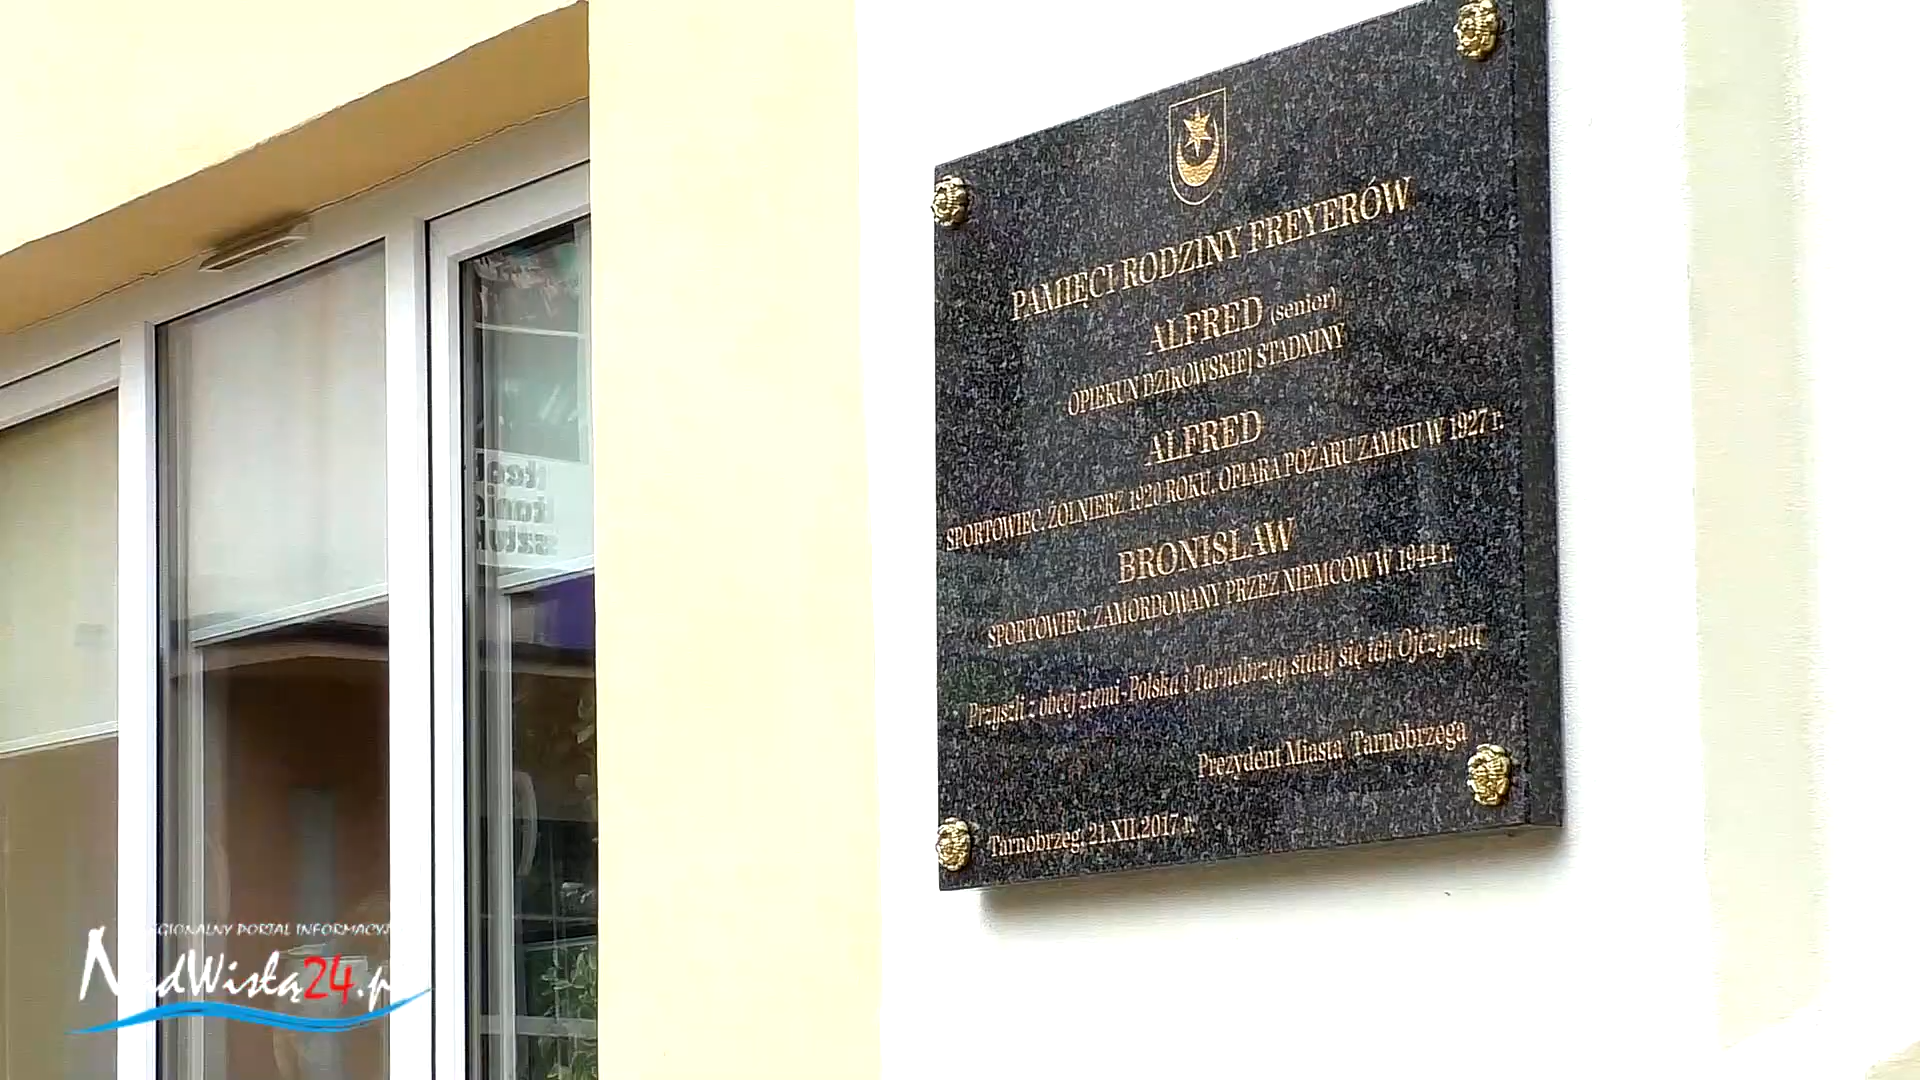 PAMIĘCI RODZINY FREYERÓW
ALFRED (senior)
OPIEKUN DZIKOWSKIEJ STADNINY
ALFRED
SPORTOWIEC, ŻOŁNIERZ 1920 ROKU, OFIARA POŻARU ZAMKU W 1927 r.
BRONISŁAW
SPORTOWIEC, ZAMORDOWANY PRZEZ NIEMCÓW W 1944 r.
Przyszli z obcej ziemi-Polska i Tarnobrzeg stały się ich Ojczyzną
Prezydent Miasta Tarnobrzega
Tarnobrzeg, 21.XII.2017 r.
PORTAL
NadWisłą24.p